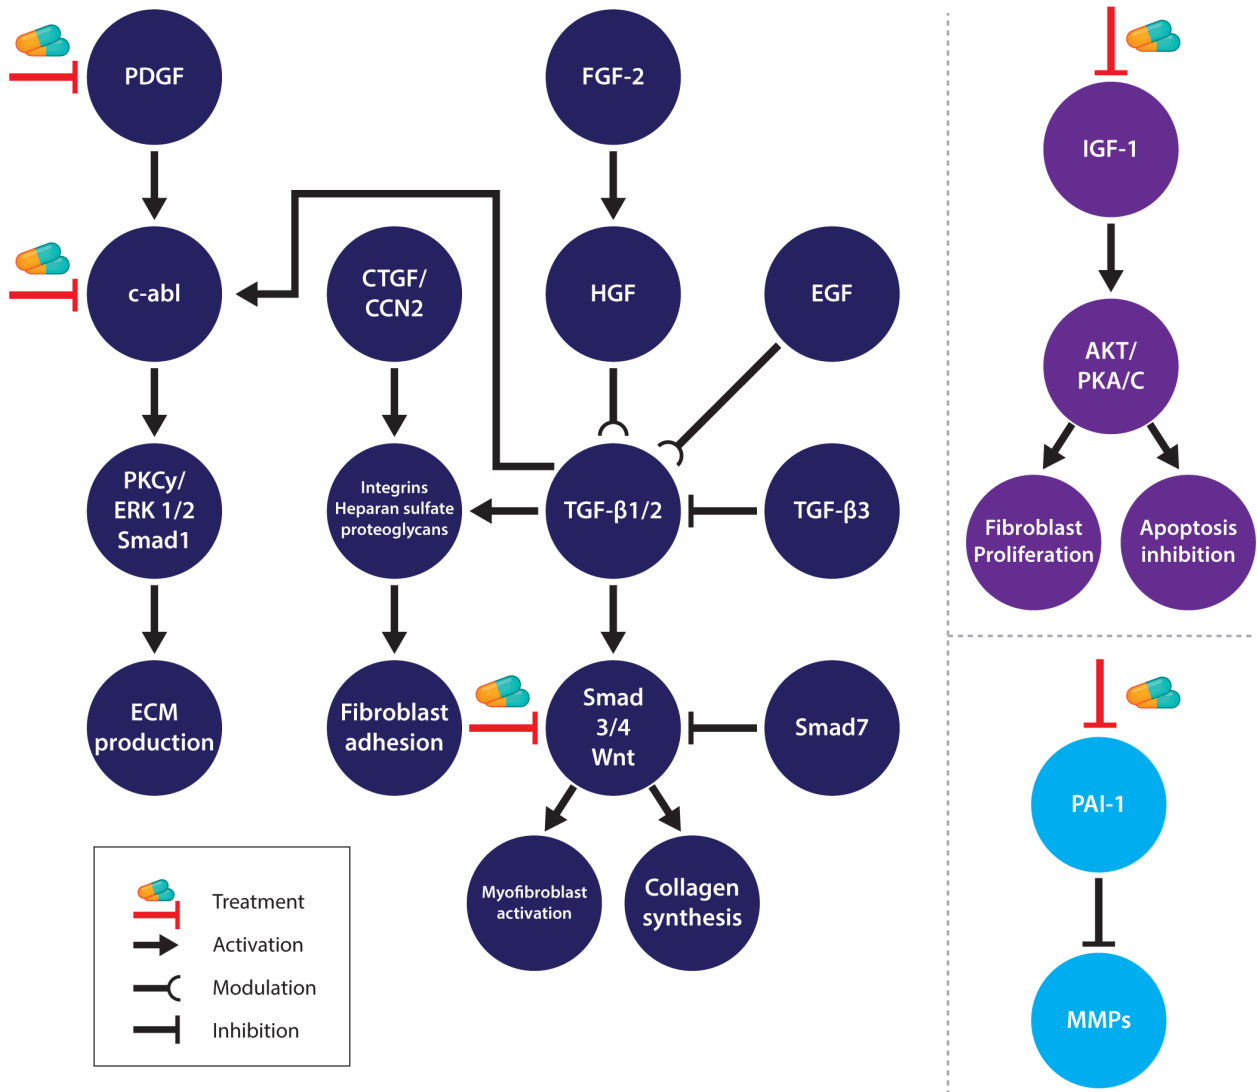 PDGF
FGF-2
IGF-1
c-abl
CTGF/
CCN2
HGF
EGF
AKT/
PKA/C
PKCy/
ERK 1/2
Smad1
Integrins
Heparan sulfate
proteoglycans
TGF-β1/2
TGF-β3
Fibroblast
Proliferation
Apoptosis
inhibition
ECM
production
Fibroblast
adhesion
Smad
3/4
Wnt
Smad7
PAI-1
Myofibroblast
activation
Collagen
synthesis
MMPs
Treatment
Activation
Modulation
Inhibition